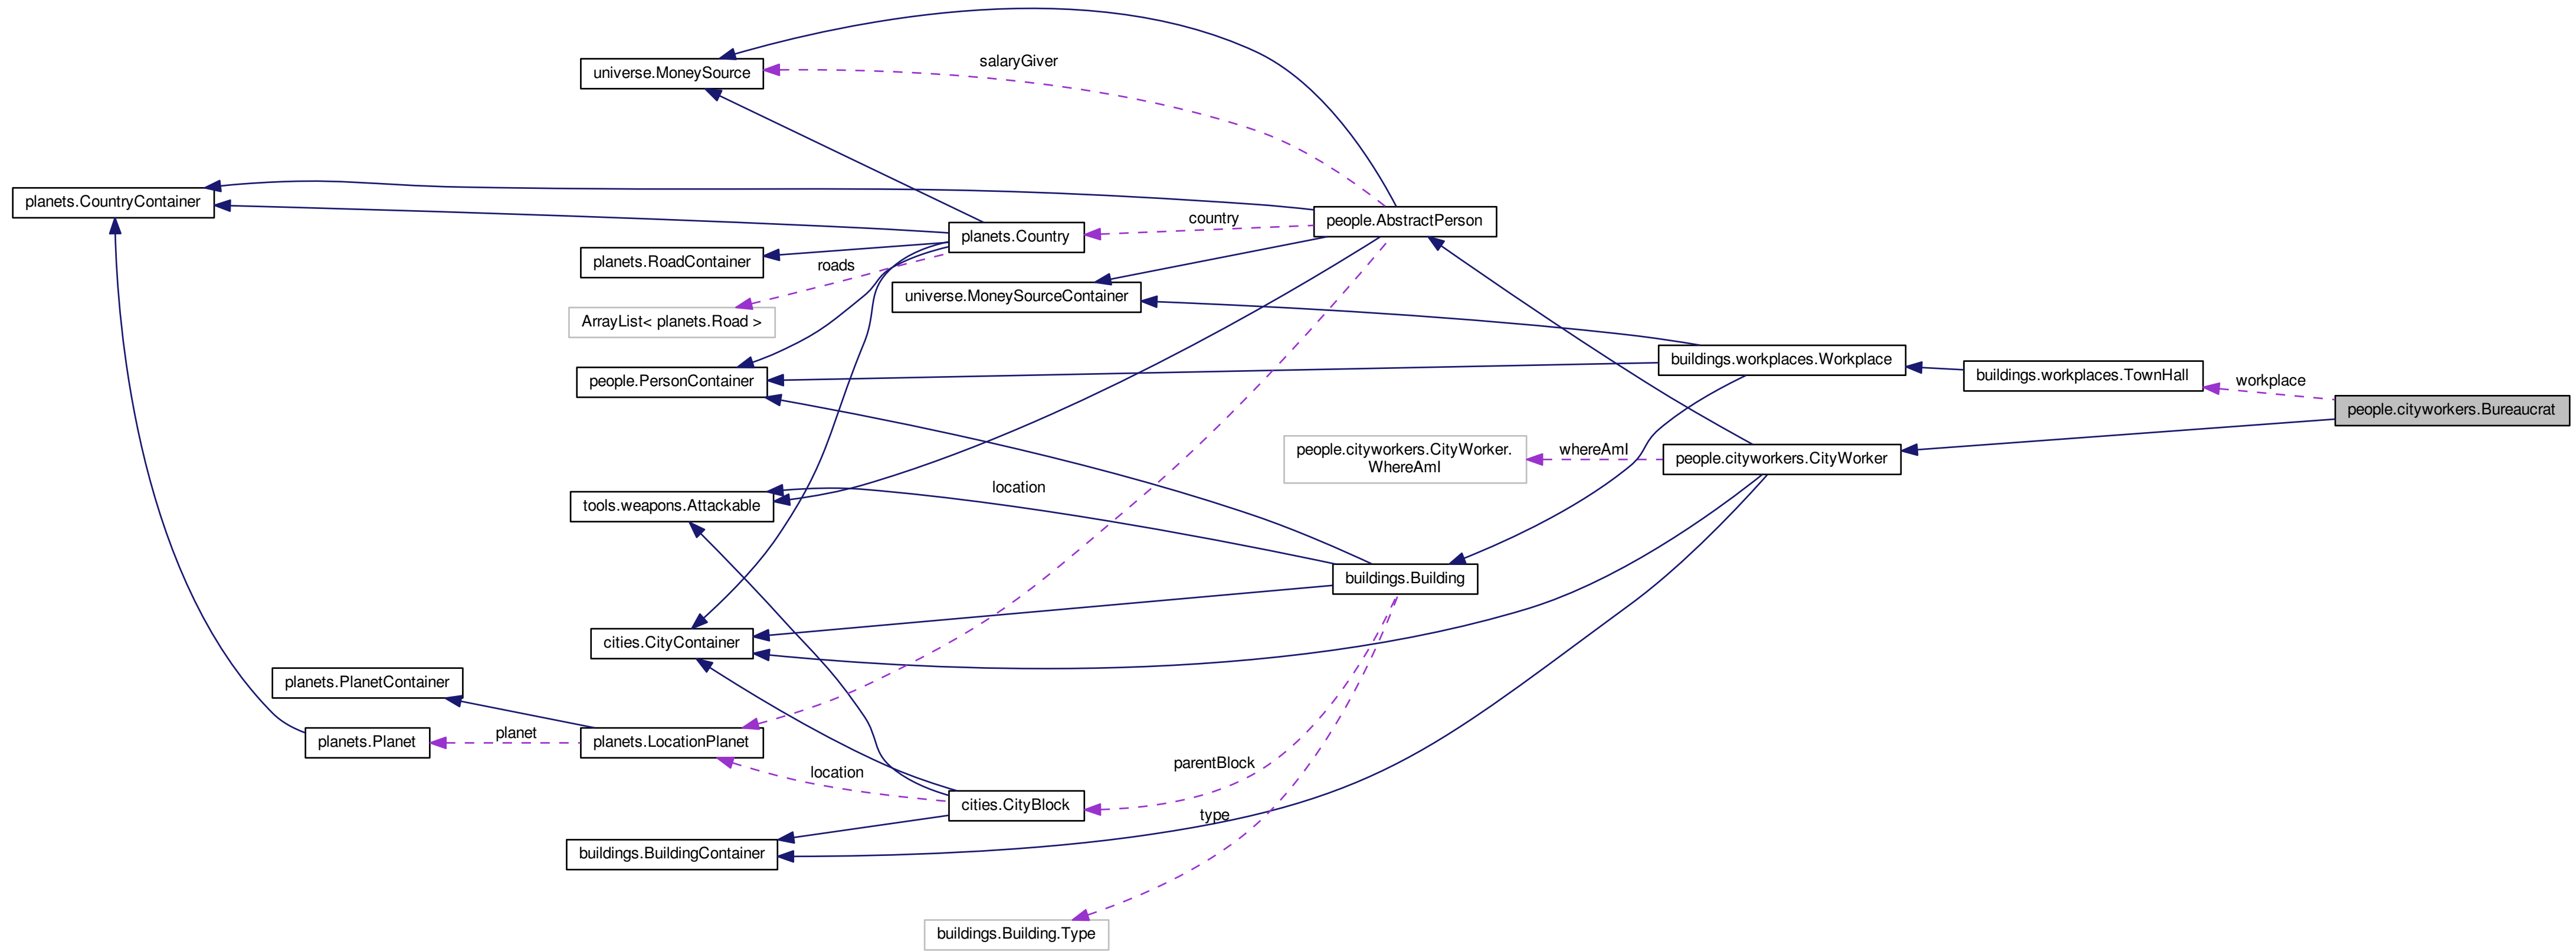 salaryGiver
universe.MoneySource
planets.CountryContainer
people.AbstractPerson
country
planets.Country
planets.RoadContainer
roads
universe.MoneySourceContainer
ArrayList< planets.Road >
buildings.workplaces.Workplace
buildings.workplaces.TownHall
workplace
people.PersonContainer
people.cityworkers.Bureaucrat
people.cityworkers.CityWorker.
WhereAmI
whereAmI
people.cityworkers.CityWorker
location
tools.weapons.Attackable
buildings.Building
cities.CityContainer
planets.PlanetContainer
planet
planets.Planet
planets.LocationPlanet
parentBlock
location
cities.CityBlock
type
buildings.BuildingContainer
buildings.Building.Type